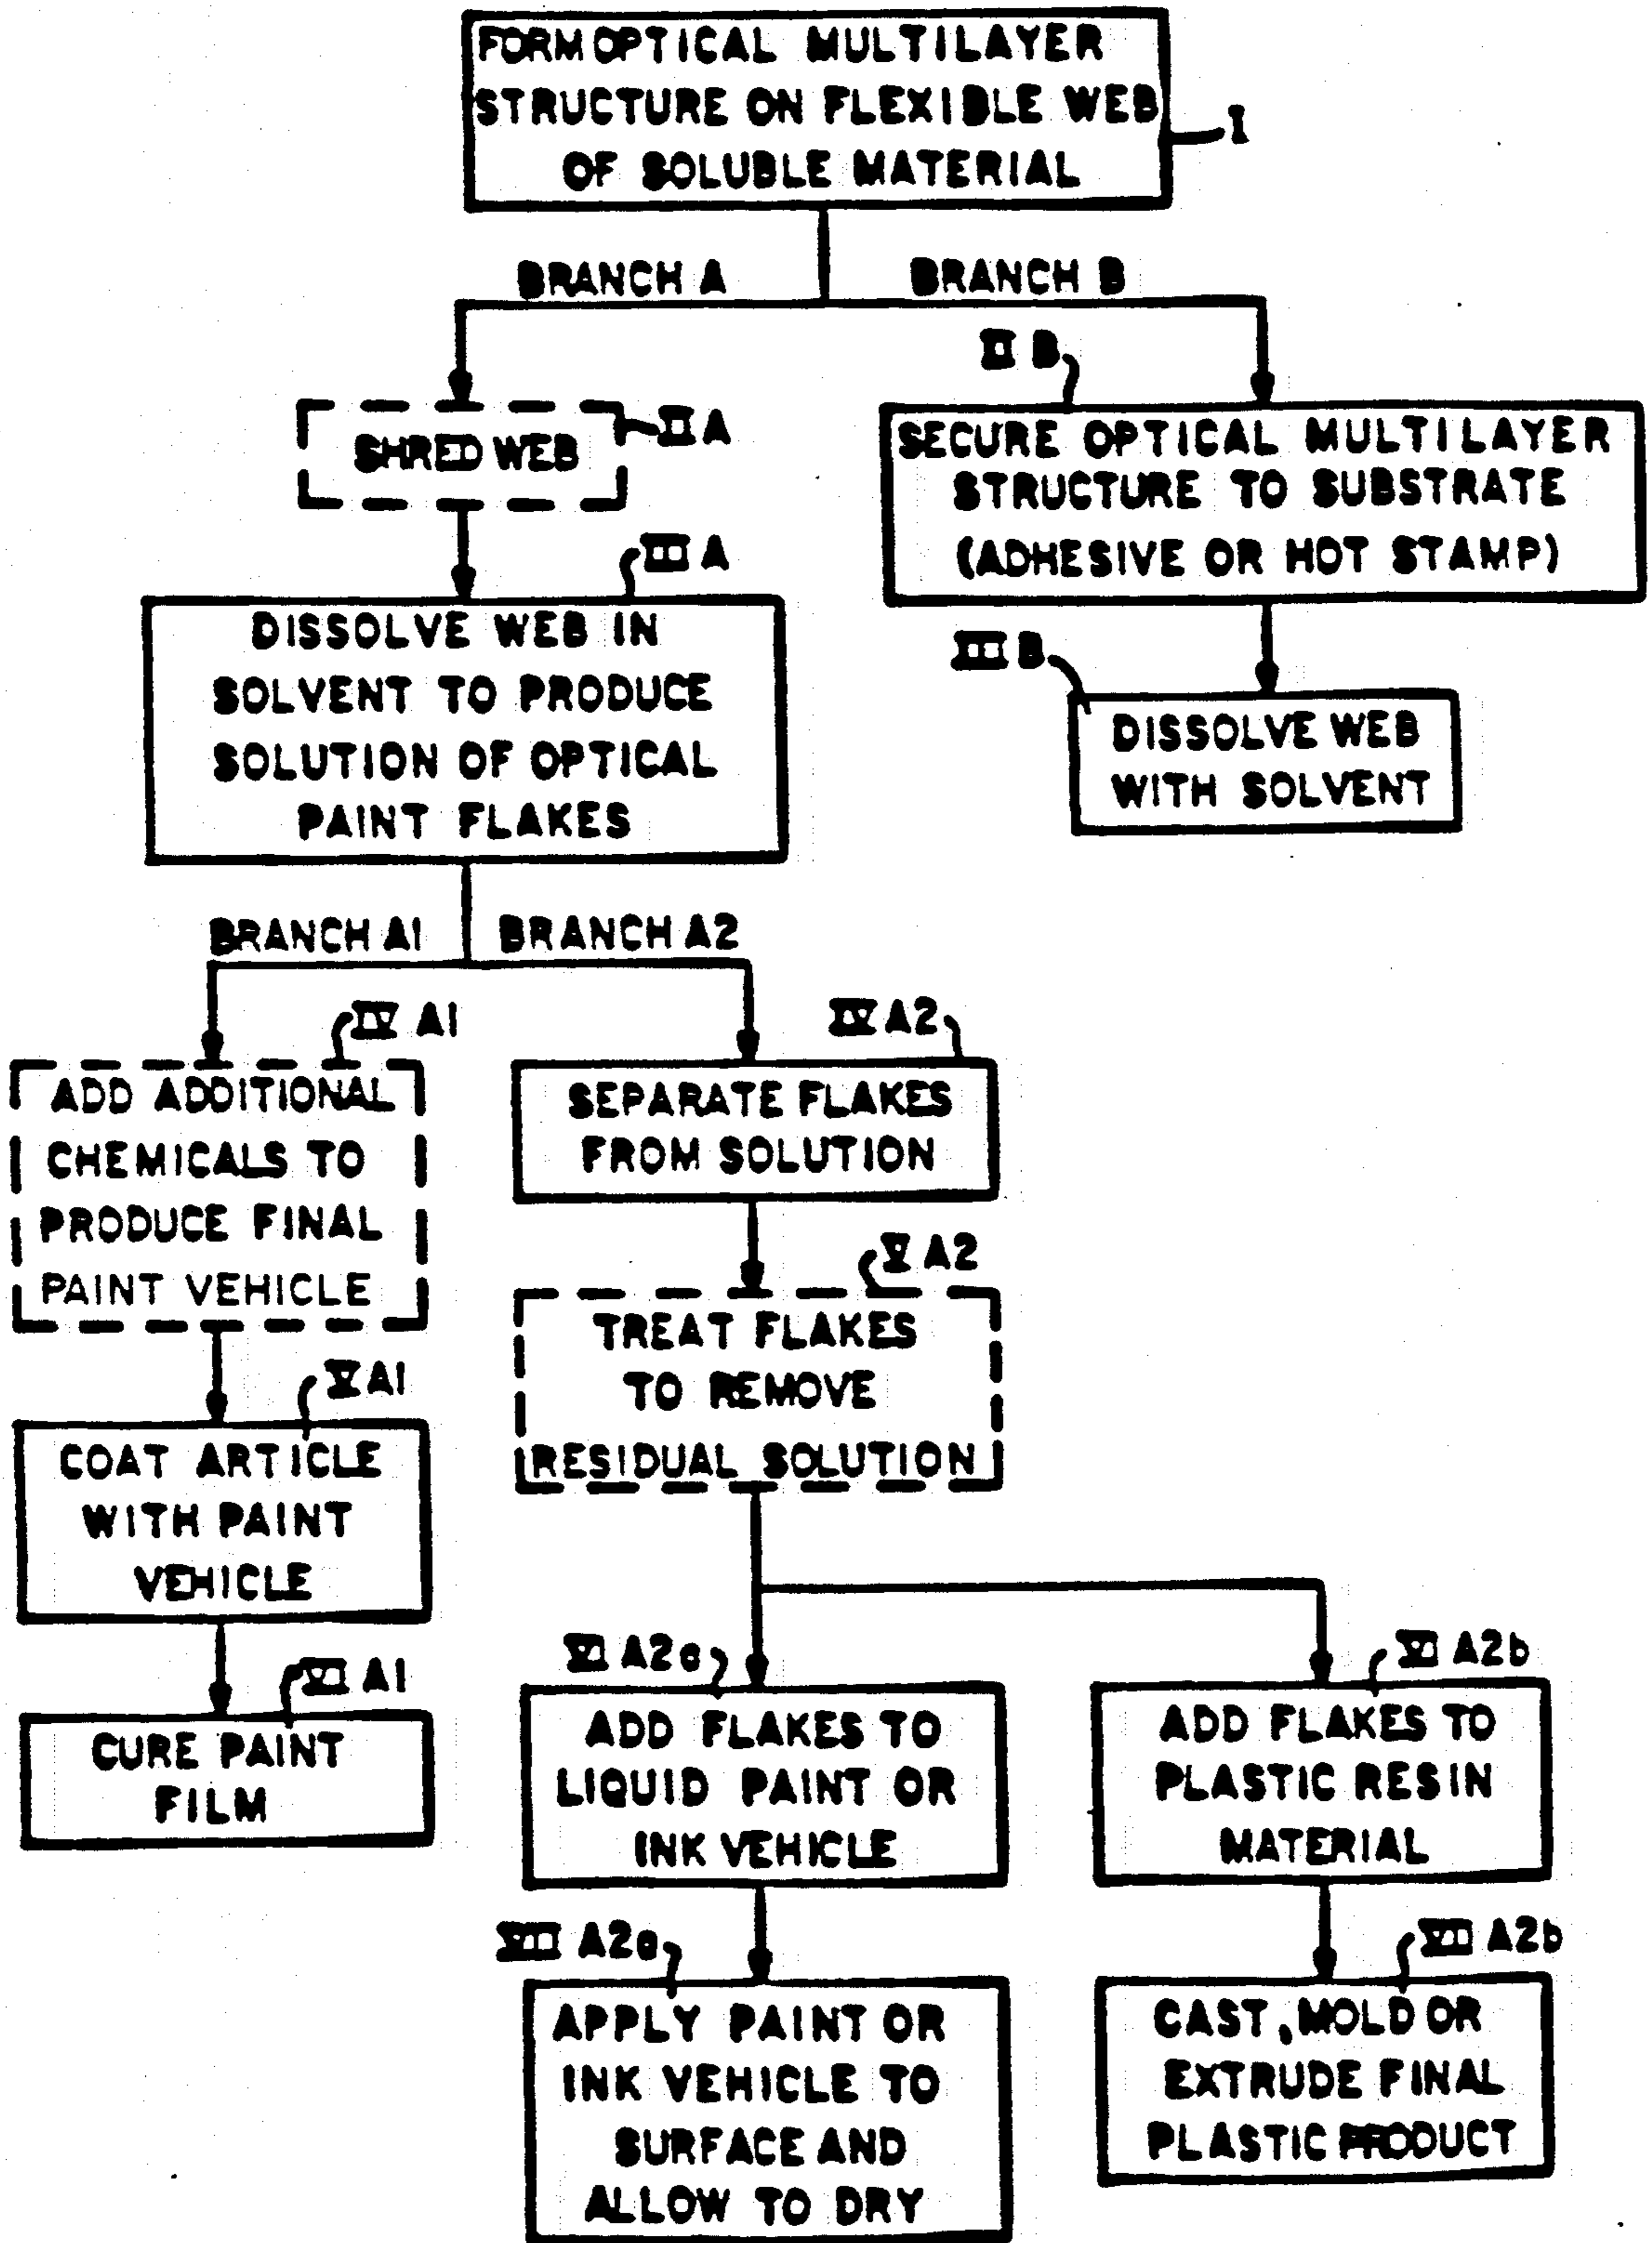 FORM OPTICAL MULTILAYER
STRUCTURE ON FLEXIBLE WEB
OF SOLUBLE MATERIAL
I
BRANCH A
BRANCH B
II A
SHRED WEB
II B
SECURE OPTICAL MULTILAYER
STRUCTURE TO SUBSTRATE
(ADHESIVE OR HOT STAMP)
III A
DISSOLVE WEB IN
SOLVENT TO PRODUCE
SOLUTION OF OPTICAL
PAINT FLAKES
III B
DISSOLVE WEB
WITH SOLVENT
BRANCH A1
BRANCH A2
IV A1
ADD ADDITIONAL
CHEMICALS TO
PRODUCE FINAL
PAINT VEHICLE
IV A2
SEPARATE FLAKES
FROM SOLUTION
V A2
TREAT FLAKES
TO REMOVE
RESIDUAL SOLUTION
V A1
COAT ARTICLE
WITH PAINT
VEHICLE
VI A1
CURE PAINT
FILM
VI A2a
ADD FLAKES TO
LIQUID PAINT OR
INK VEHICLE
VI A2b
ADD FLAKES TO
PLASTIC RESIN
MATERIAL
VII A2a
APPLY PAINT OR
INK VEHICLE TO
SURFACE AND
ALLOW TO DRY
VII A2b
CAST, MOLD OR
EXTRUDE FINAL
PLASTIC PRODUCT